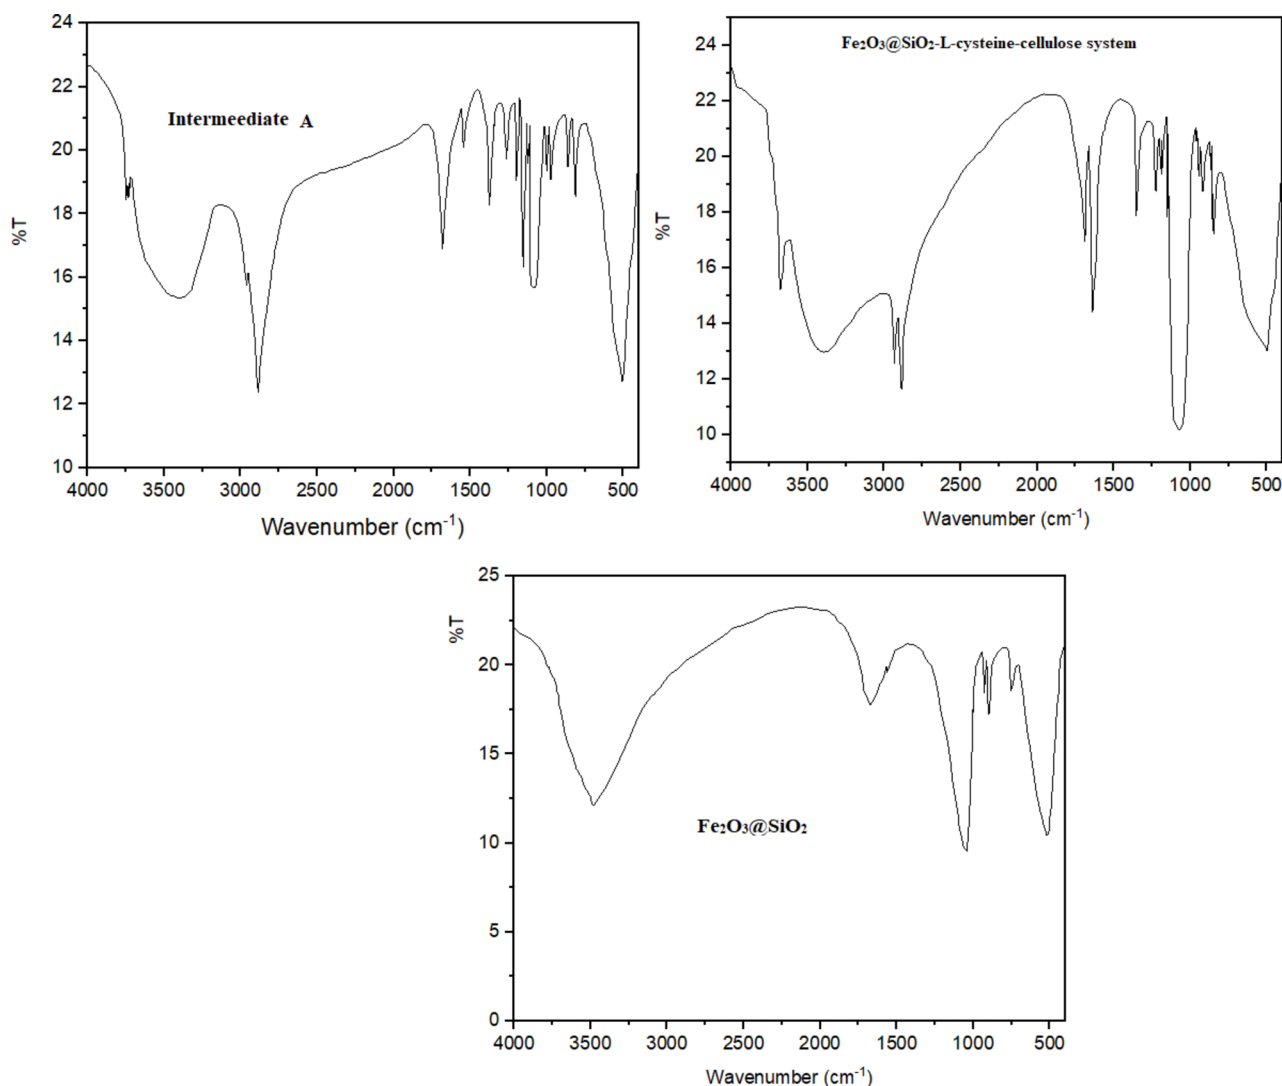 24
22
20
18
16
14
12
10
%T
Intermeediate A
4000 3500 3000 2500 2000 1500 1000 500
Wavenumber (cm⁻¹)
24
22
20
18
16
14
12
10
%T
Fe₂O₃@SiO₂-L-cysteine-cellulose system
4000 3500 3000 2500 2000 1500 1000 500
Wavenumber (cm⁻¹)
25
20
15
10
5
0
%T
Fe₂O₃@SiO₂
4000 3500 3000 2500 2000 1500 1000 500
Wavenumber (cm⁻¹)